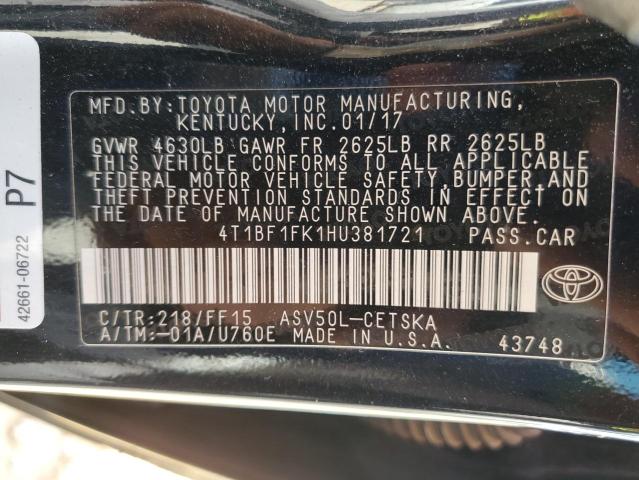 MFD.BY:TOYOTA MOTOR MANUFACTURING,
KENTUCKY,INC.01/17
GVWR 4630LB GAWR FR 2625LB RR 2625LB
THIS VEHICLE CONFORMS TO ALL APPLICABLE
FEDERAL MOTOR VEHICLE SAFETY,BUMPER,AND
THEFT PREVENTION STANDARDS IN EFFECT ON
THE DATE OF MANUFACTURE SHOWN ABOVE.
4T1BF1FK1HU381721 PASS.CAR
C/TR:218/FF15 ASV50L-CETSKA
A/TM:-01A/U760E MADE IN U.S.A. 43748
P7
42661-06722